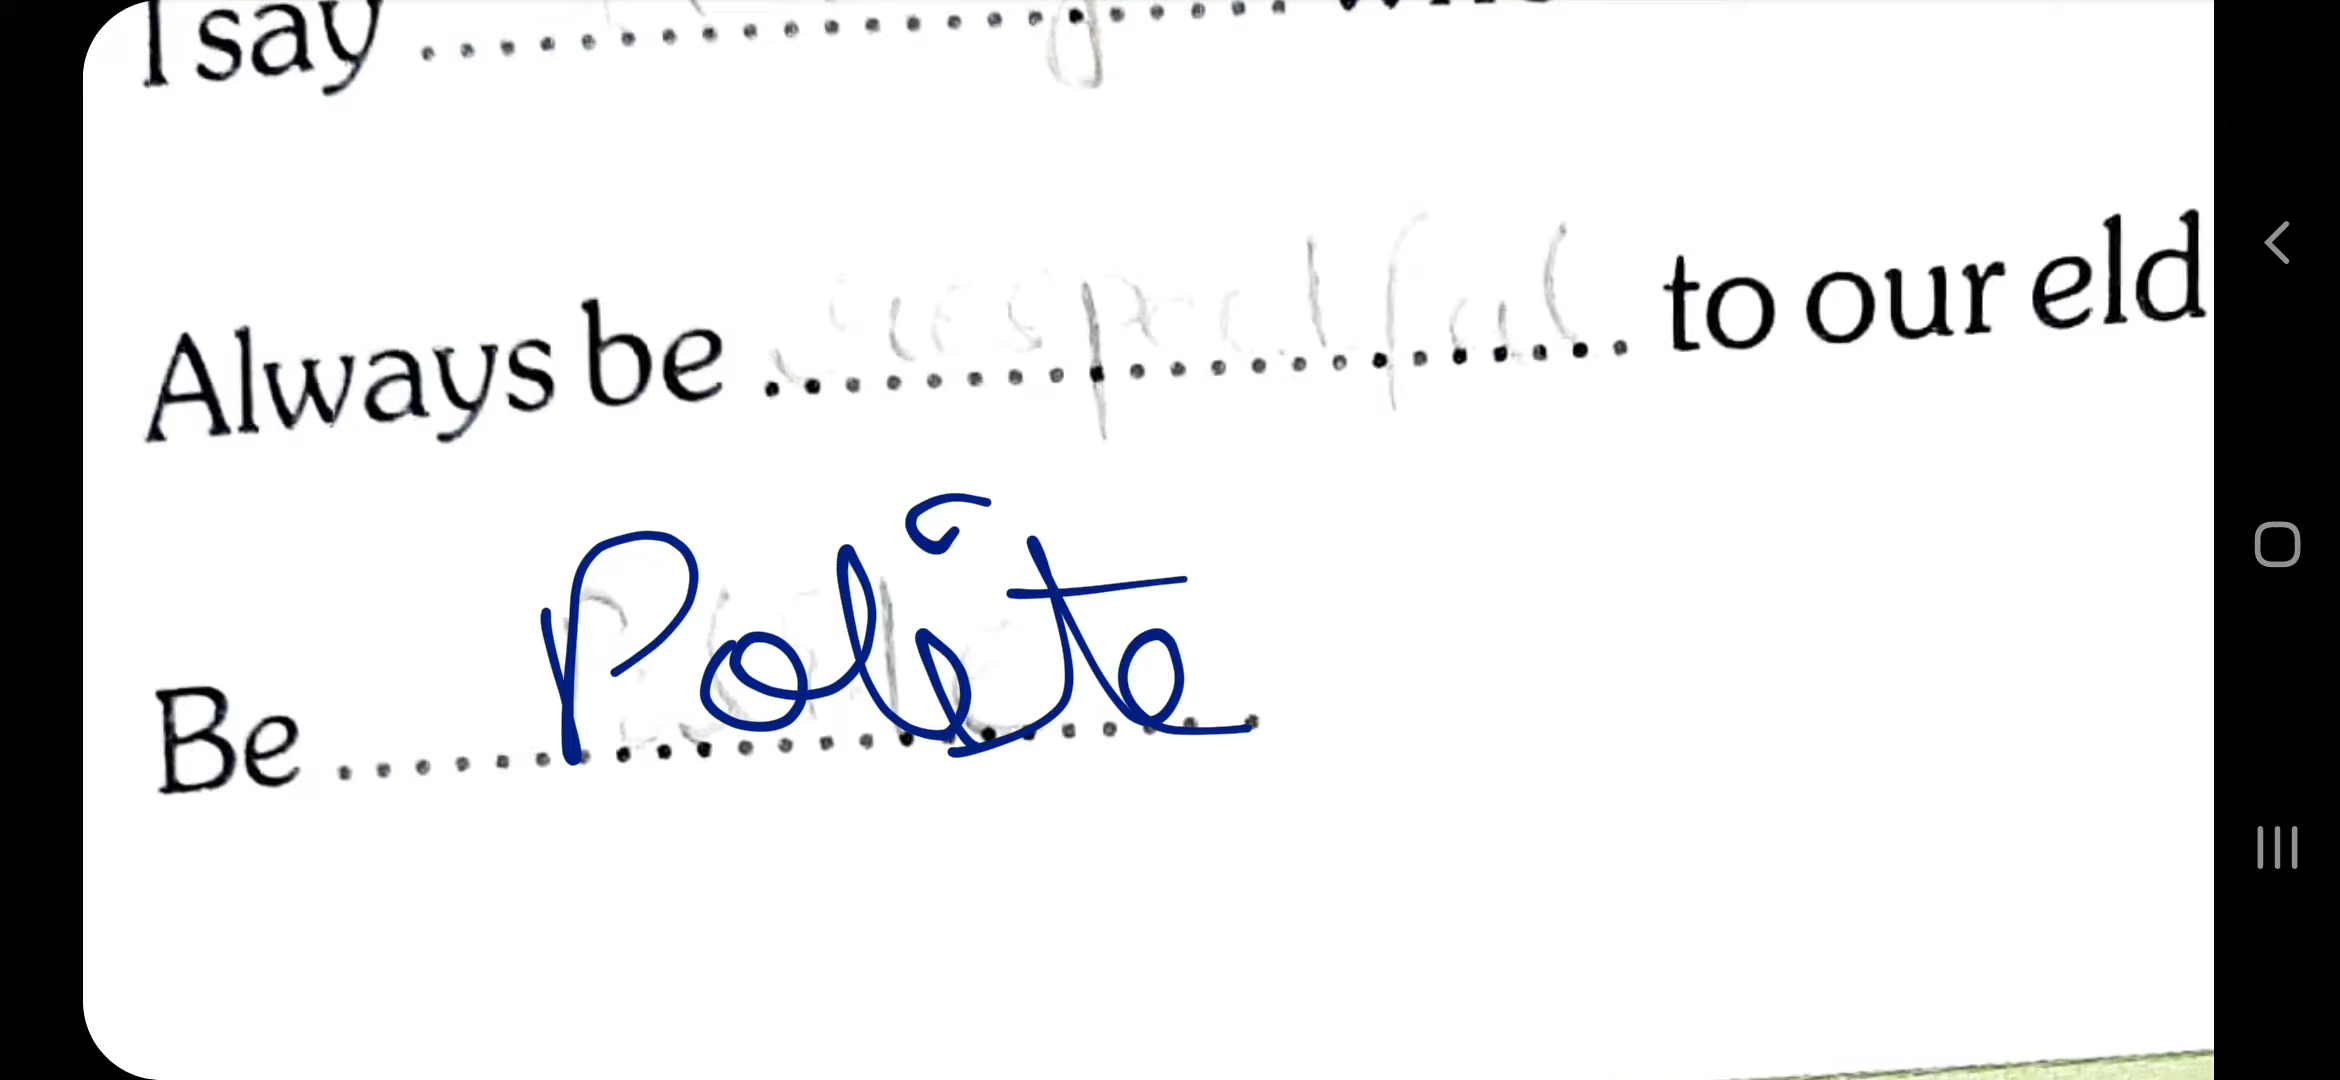 I say ..............................
Always be respectful to our eld
Be Polite